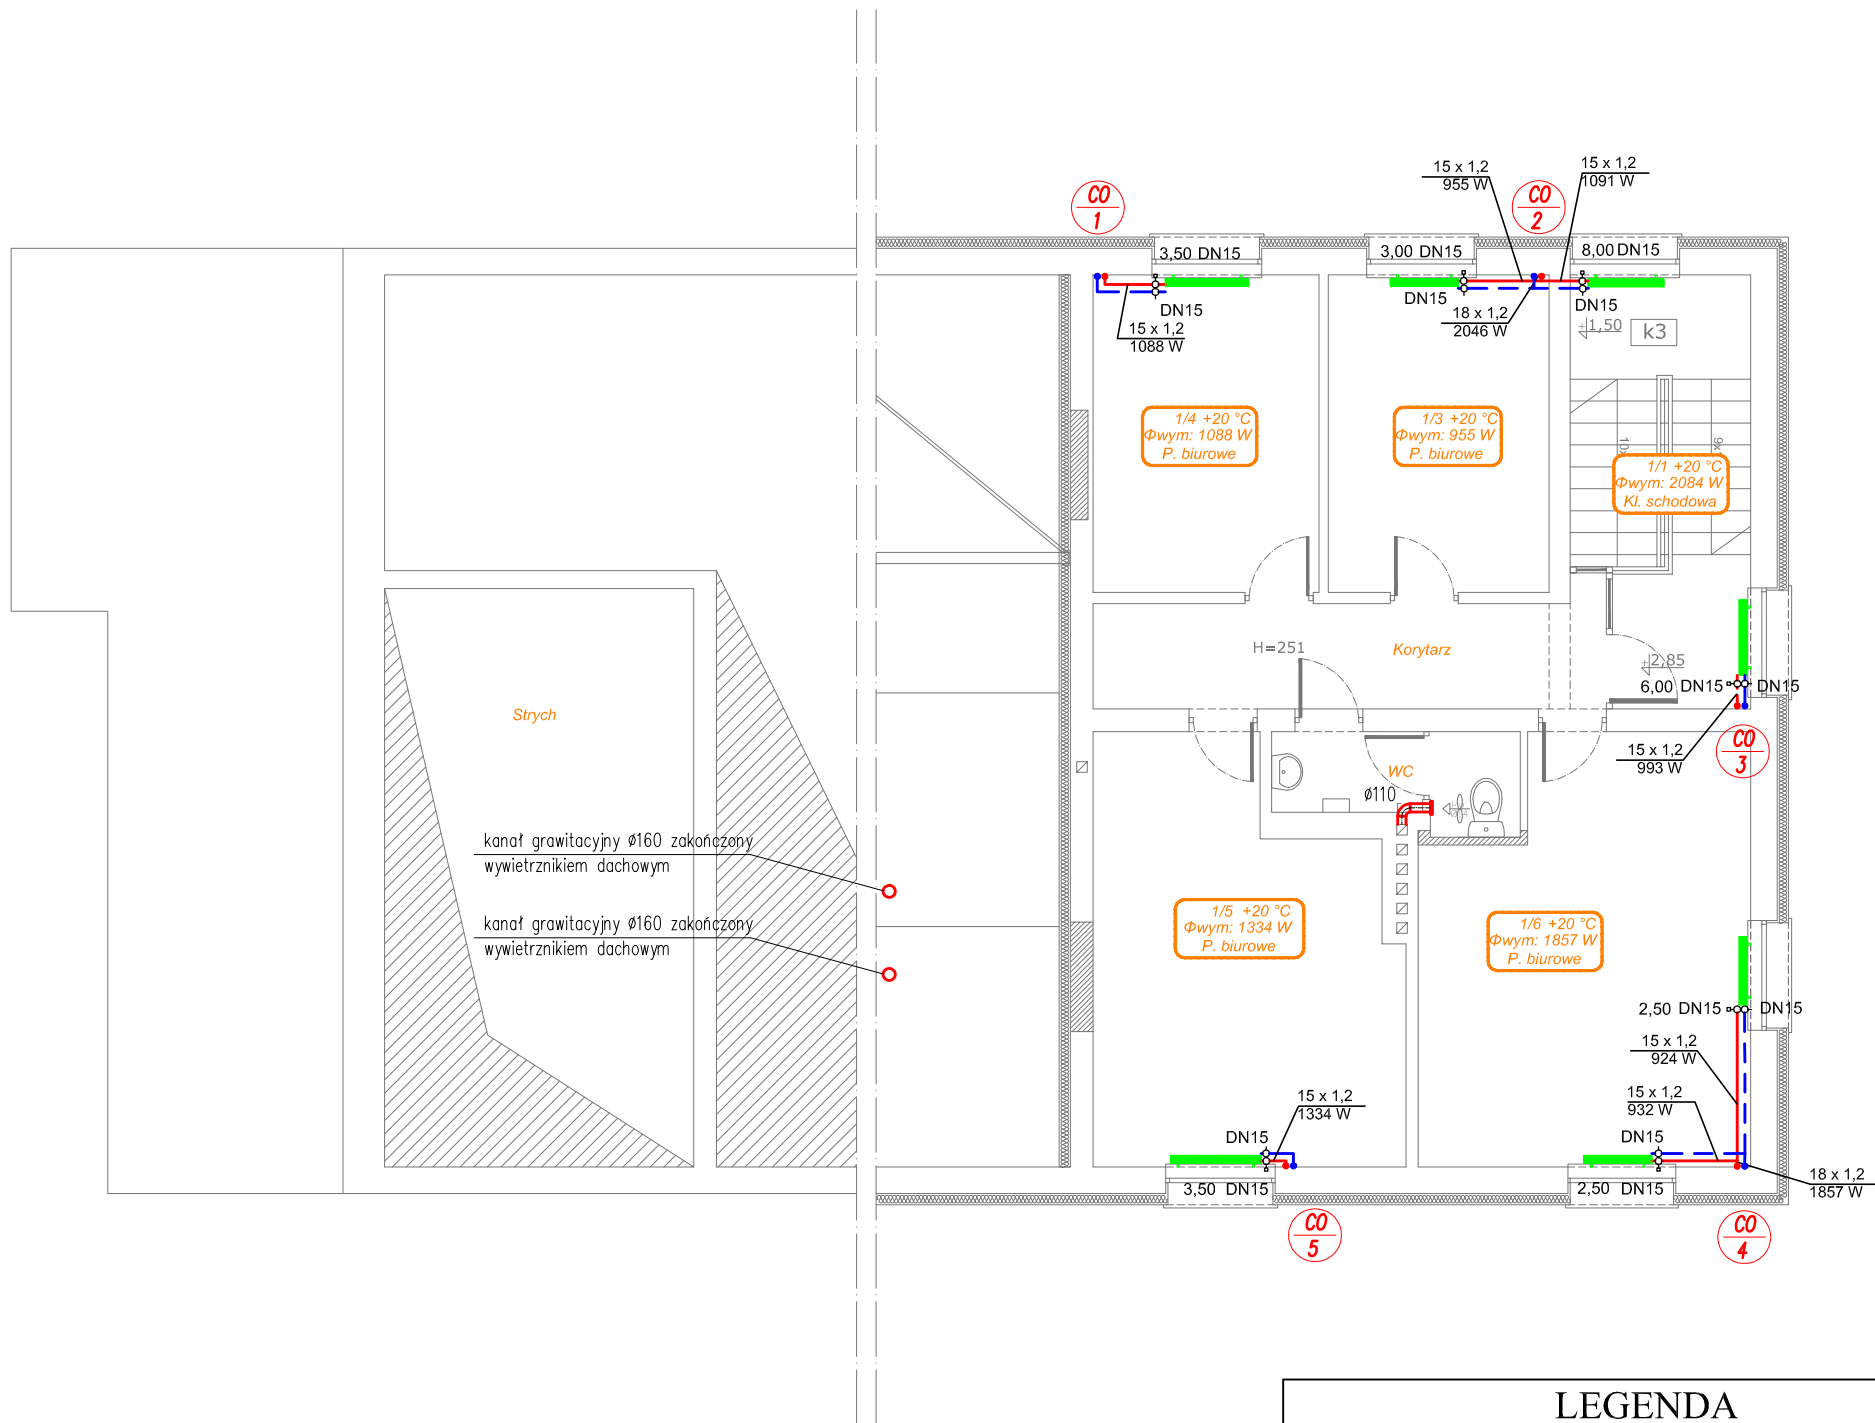 15 x 1,2
955 W
15 x 1,2
1091 W
CO
1
CO
2
3,50 DN15
3,00 DN15
8,00 DN15
DN15
DN15
DN15
15 x 1,2
1088 W
18 x 1,2
2046 W
+1,50
k3
1/4 +20 °C
Φwym: 1088 W
P. biurowe
1/3 +20 °C
Φwym: 955 W
P. biurowe
1/1 +20 °C
Φwym: 2084 W
Kl. schodowa
H=251
Korytarz
+2,85
6,00 DN15
DN15
Strych
15 x 1,2
993 W
CO
3
WC
Ø110
kanał grawitacyjny Ø160 zakończony
wywietrznikiem dachowym
kanał grawitacyjny Ø160 zakończony
wywietrznikiem dachowym
1/5 +20 °C
Φwym: 1334 W
P. biurowe
1/6 +20 °C
Φwym: 1857 W
P. biurowe
2,50 DN15
DN15
15 x 1,2
924 W
15 x 1,2
932 W
15 x 1,2
1334 W
DN15
DN15
18 x 1,2
1857 W
3,50 DN15
2,50 DN15
CO
5
CO
4
LEGENDA